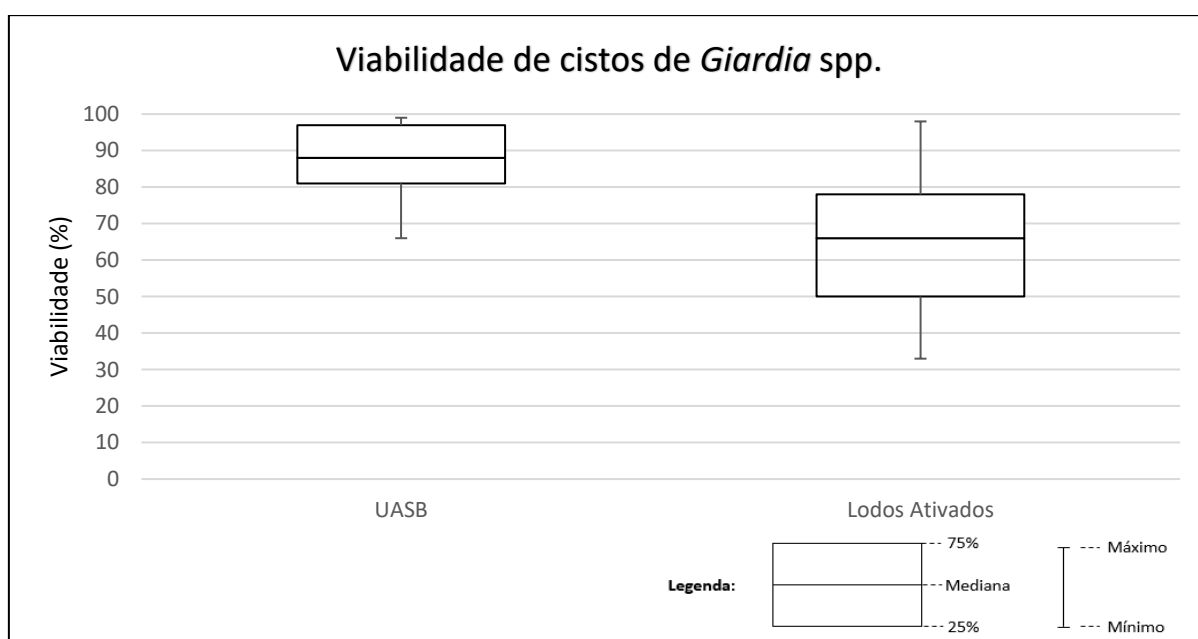 Viabilidade de cistos de Giardia spp.
Viabilidade (%)
100
90
80
70
60
50
40
30
20
10
0
UASB
Lodos Ativados
Legenda:
75%
Mediana
25%
Máximo
Mínimo